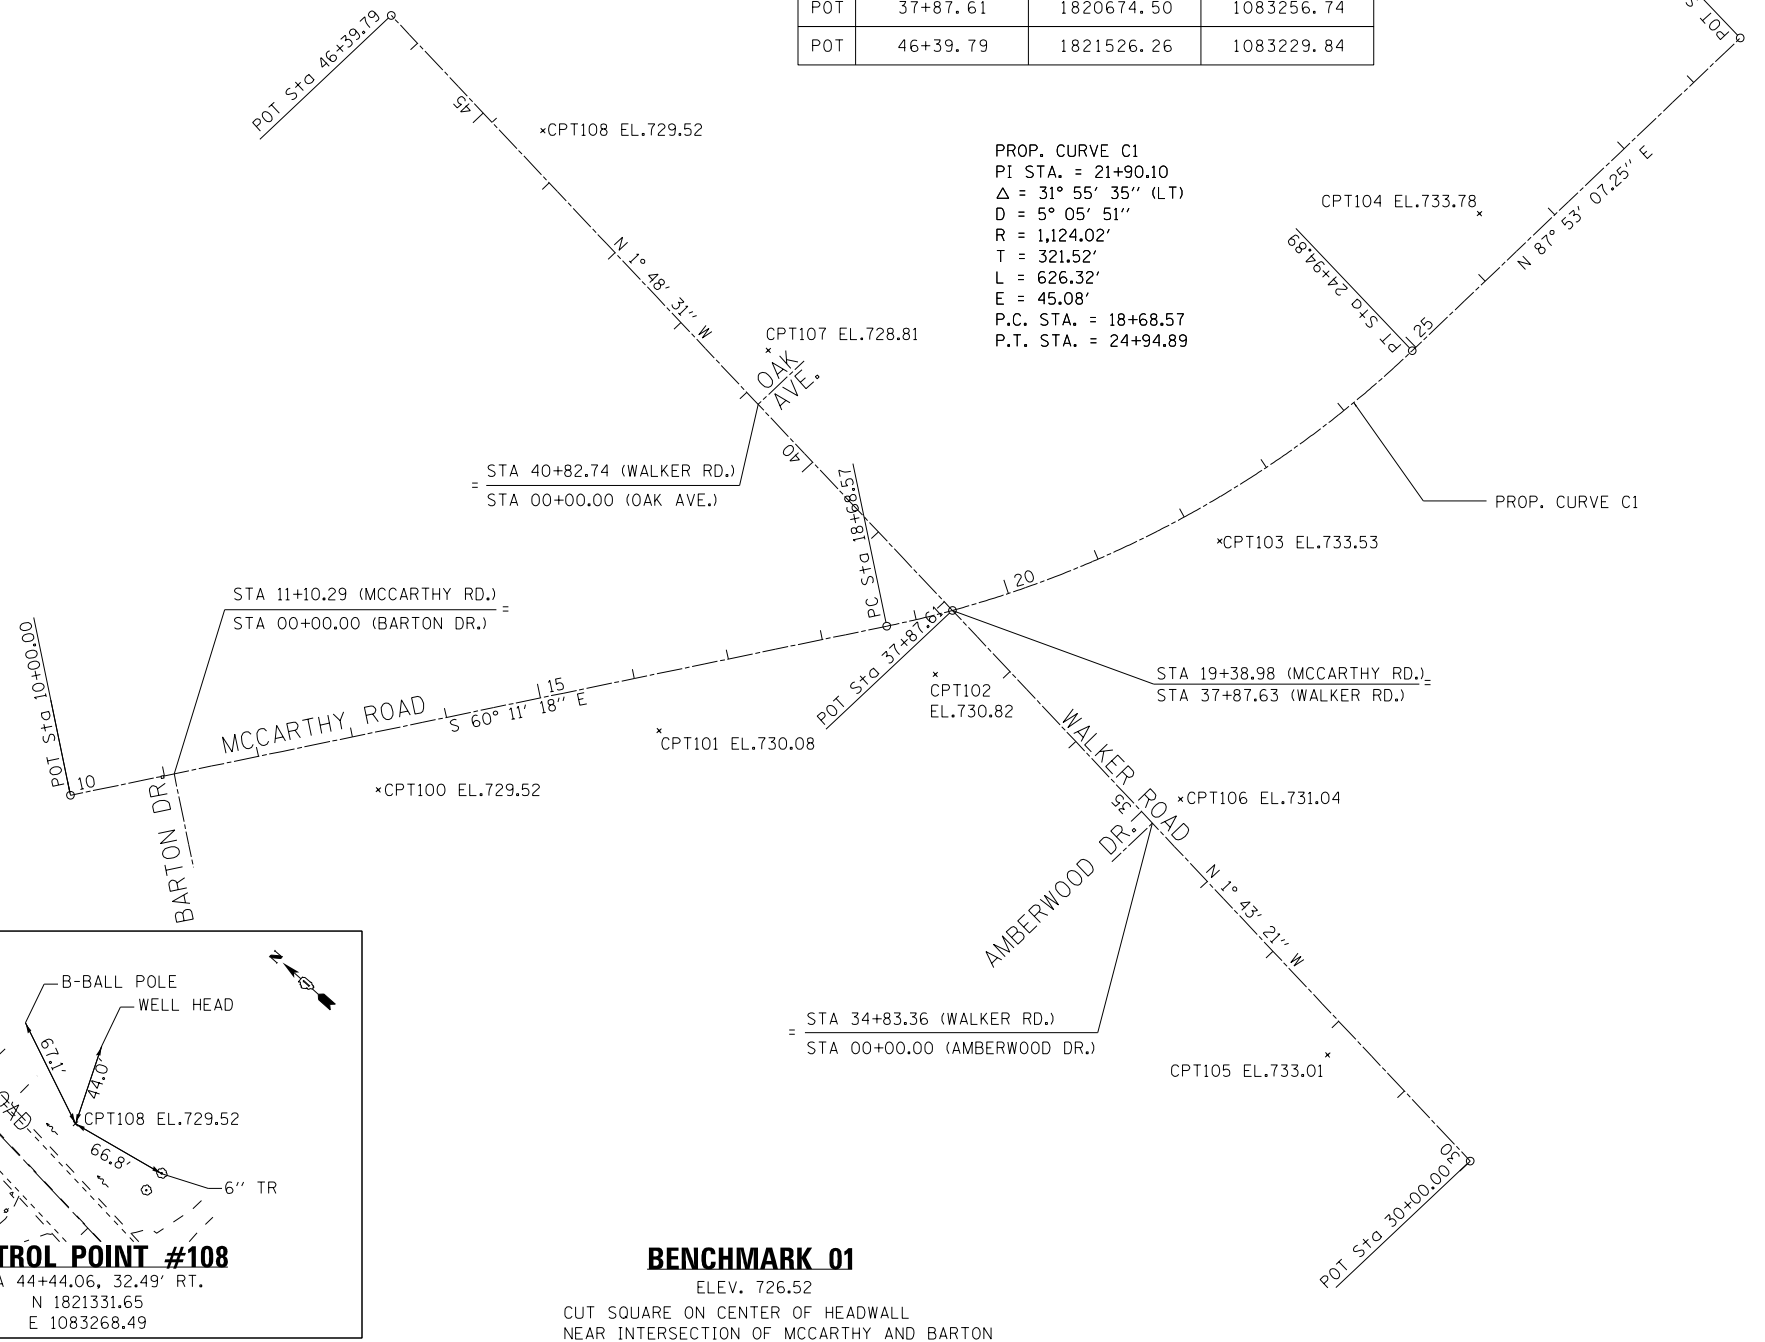 POT 37+87.61 1820674.50 1083256.74
POT 46+39.79 1821526.26 1083229.84
POT Sta 46+39.79
POT S
45
CPT108 EL.729.52
PROP. CURVE C1
PI STA. = 21+90.10
Δ = 31° 55' 35'' (LT)
D = 5° 05' 51''
R = 1,124.02'
T = 321.52'
L = 626.32'
E = 45.08'
P.C. STA. = 18+68.57
P.T. STA. = 24+94.89
CPT104 EL.733.78
N 87° 53' 07.25'' E
PT Sta 24+94.89
25
N 1° 48' 31'' W
CPT107 EL.728.81
OAK
AVE.
40
STA 40+82.74 (WALKER RD.)
= STA 00+00.00 (OAK AVE.)
PC Sta 18+68.57
PROP. CURVE C1
CPT103 EL.733.53
20
STA 11+10.29 (MCCARTHY RD.) =
STA 00+00.00 (BARTON DR.)
POT Sta 10+00.00
10
MCCARTHY ROAD
15
S 60° 11' 18'' E
POT Sta 37+87.61
STA 19+38.98 (MCCARTHY RD.) =
STA 37+87.63 (WALKER RD.)
CPT102
EL.730.82
CPT101 EL.730.08
CPT100 EL.729.52
BARTON DR.
WALKER ROAD
35
CPT106 EL.731.04
AMBERWOOD DR.
N 1° 43' 21'' W
STA 34+83.36 (WALKER RD.)
= STA 00+00.00 (AMBERWOOD DR.)
CPT105 EL.733.01
30
POT Sta 30+00.00
N
B-BALL POLE
WELL HEAD
67.1'
44.0'
OAD
CPT108 EL.729.52
66.8'
6'' TR
TROL POINT #108
A 44+44.06, 32.49' RT.
N 1821331.65
E 1083268.49
BENCHMARK 01
ELEV. 726.52
CUT SQUARE ON CENTER OF HEADWALL
NEAR INTERSECTION OF MCCARTHY AND BARTON